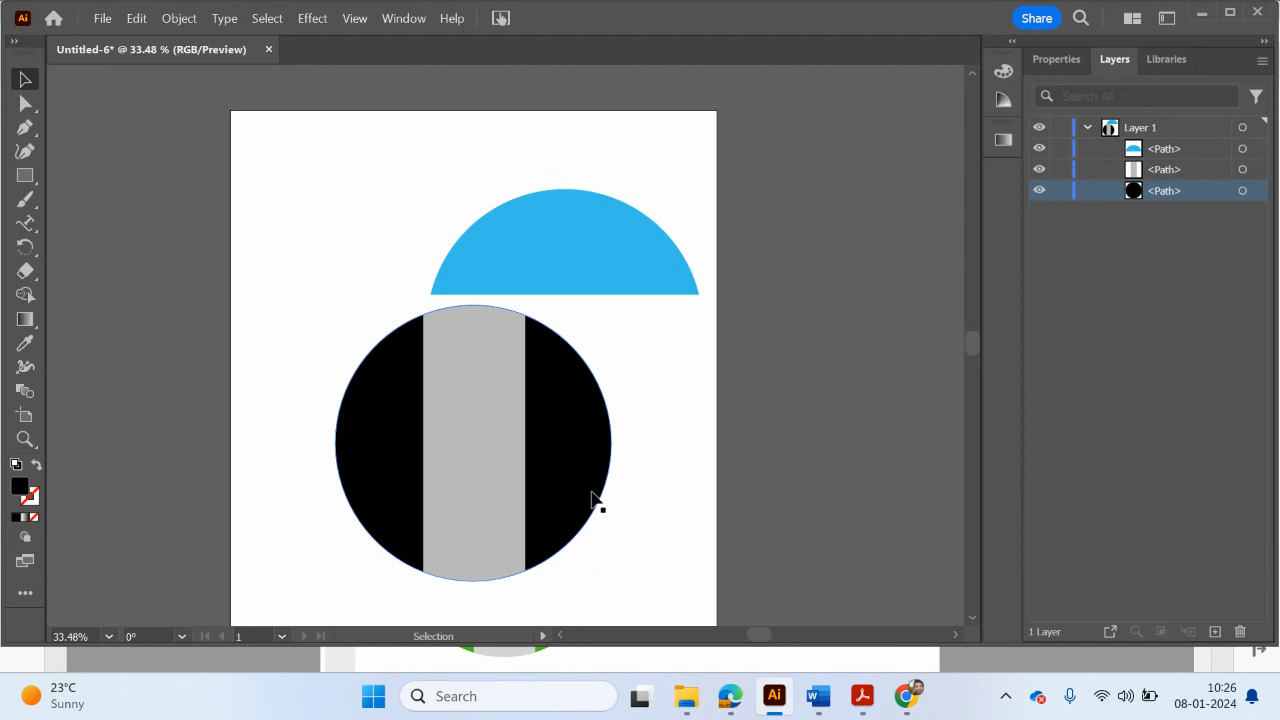 Ai File Edit Object Type Select Effect View Window Help Share
Untitled-6* @ 33.48 % (RGB/Preview)
Properties Layers Libraries
Search All
Layer 1
<Path>
<Path>
<Path>
33.48% 0° 1 Selection
1 Layer
23°C
Sunny
Search
Ai
10:26
08-01-2024